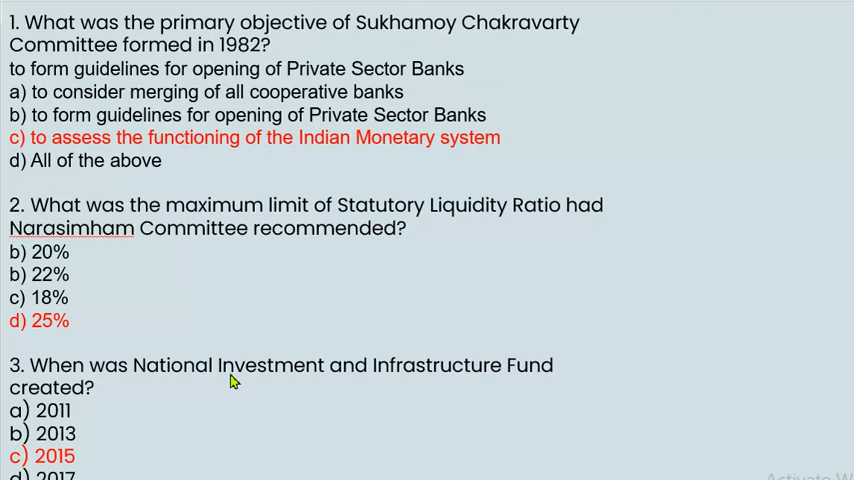 1. What was the primary objective of Sukhamoy Chakravarty
Committee formed in 1982?
to form guidelines for opening of Private Sector Banks
a) to consider merging of all cooperative banks
b) to form guidelines for opening of Private Sector Banks
c) to assess the functioning of the Indian Monetary system
d) All of the above
2. What was the maximum limit of Statutory Liquidity Ratio had
Narasimham Committee recommended?
b) 20%
b) 22%
c) 18%
d) 25%
3. When was National Investment and Infrastructure Fund
created?
a) 2011
b) 2013
c) 2015
d) 2017
Activate W